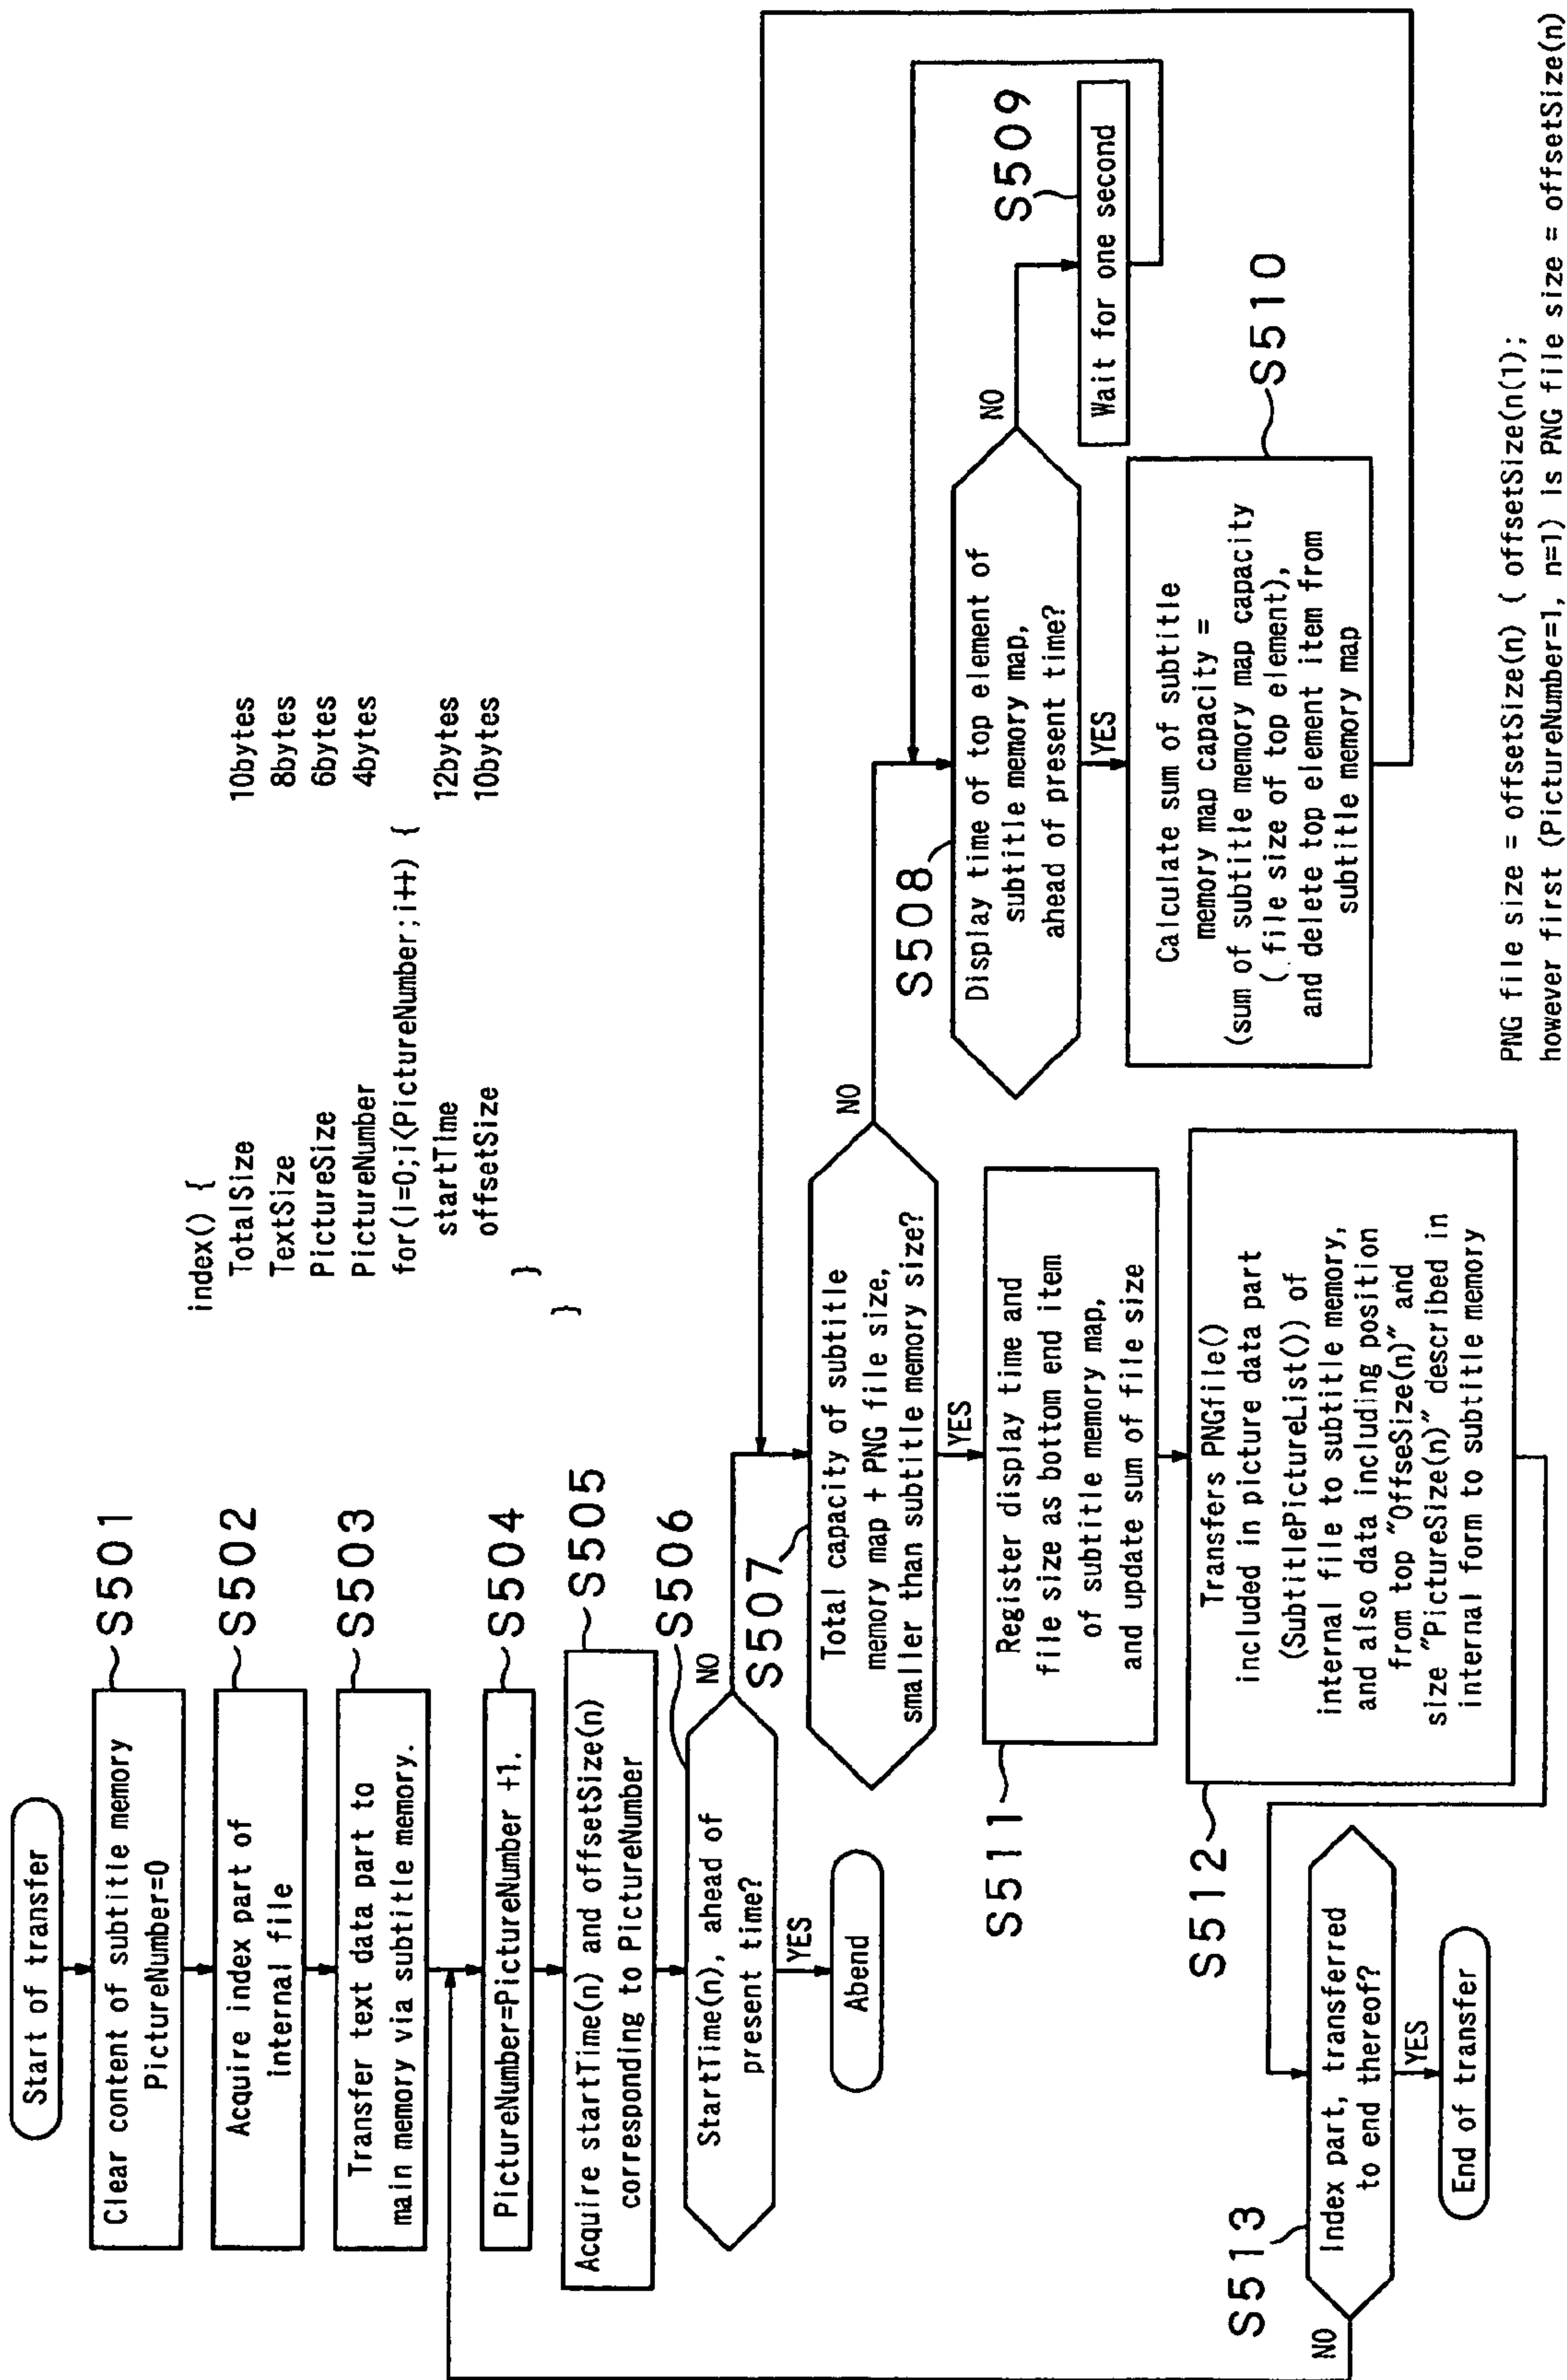 Start of transfer
Clear content of subtitle memory
PictureNumber=0
S501
Acquire index part of
internal file
S502
Transfer text data part to
main memory via subtitle memory.
S503
PictureNumber=PictureNumber +1.
S504
Acquire startTime(n) and offsetSize(n)
corresponding to PictureNumber
S505
StartTime(n), ahead of
present time?
S506
NO
YES
Abend
index() {
TotalSize 10bytes
TextSize 8bytes
PictureSize 6bytes
PictureNumber 4bytes
for(i=0;i<PictureNumber;i++) {
startTime 12bytes
offsetSize 10bytes
}
}
S507
Total capacity of subtitle
memory map + PNG file size,
smaller than subtitle memory size?
NO
YES
S508
Display time of top element of
subtitle memory map,
ahead of present time?
NO
YES
S509
Wait for one second
S510
Calculate sum of subtitle
memory map capacity =
(sum of subtitle memory map capacity
( file size of top element),
and delete top element item from
subtitle memory map
S511
Register display time and
file size as bottom end item
of subtitle memory map,
and update sum of file size
S512
Transfers PNGfile()
included in picture data part
(SubtitlePictureList()) of
internal file to subtitle memory,
and also data including position
from top "OffseSize(n)" and
size "PictureSize(n)" described in
internal form to subtitle memory
S513
Index part, transferred
to end thereof?
NO
YES
End of transfer
PNG file size = offsetSize(n) ( offsetSize(n(1);
however first (PictureNumber=1, n=1) is PNG file size = offsetSize(n)